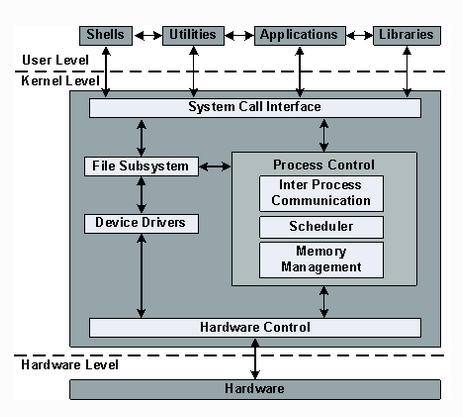 Shells Utilities Applications Libraries
User Level
Kernel Level
System Call Interface
File Subsystem
Process Control
Inter Process
Communication
Device Drivers
Scheduler
Memory
Management
Hardware Control
Hardware Level
Hardware